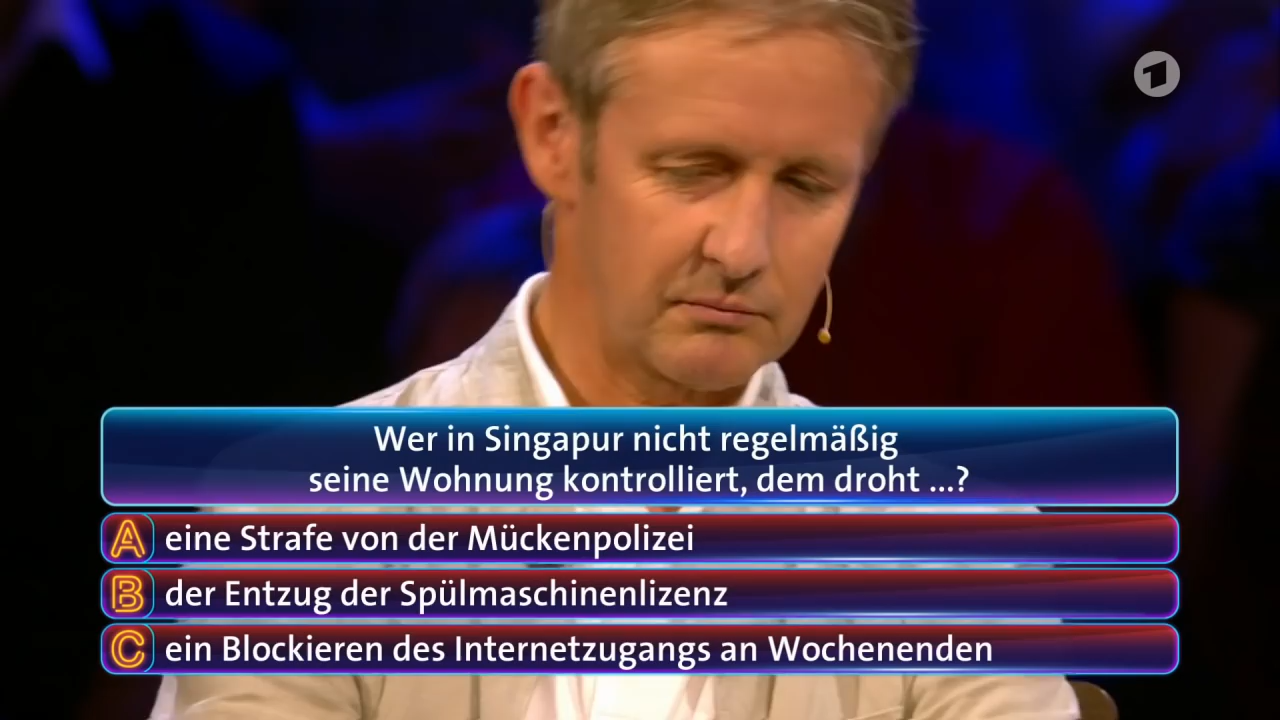 Wer in Singapur nicht regelmäßig
seine Wohnung kontrolliert, dem droht ...?
A eine Strafe von der Mückenpolizei
B der Entzug der Spülmaschinenlizenz
C ein Blockieren des Internetzugangs an Wochenenden